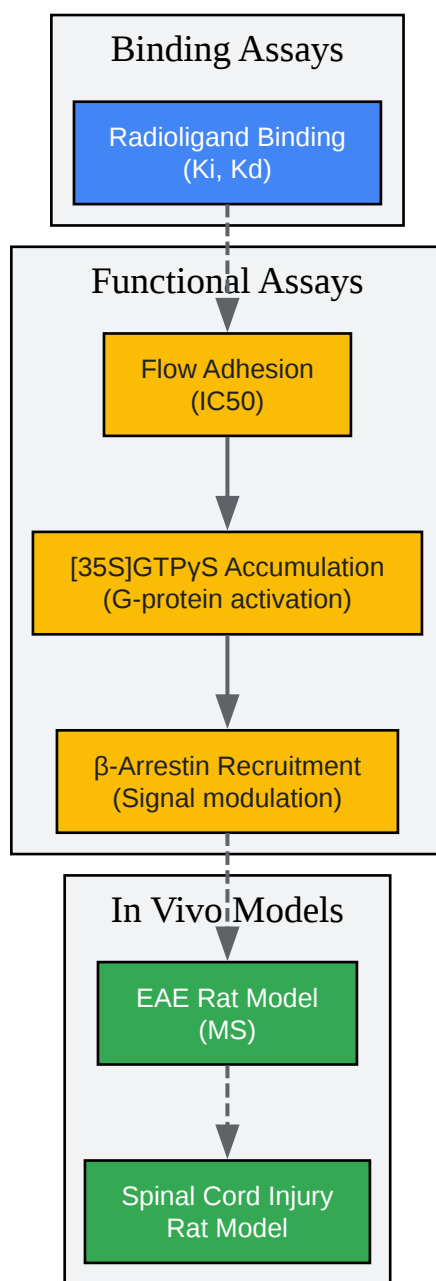 Binding Assays
Radioligand Binding
(Ki, Kd)
Functional Assays
Flow Adhesion
(IC50)
[35S]GTPγS Accumulation
(G-protein activation)
β-Arrestin Recruitment
(Signal modulation)
In Vivo Models
EAE Rat Model
(MS)
Spinal Cord Injury
Rat Model